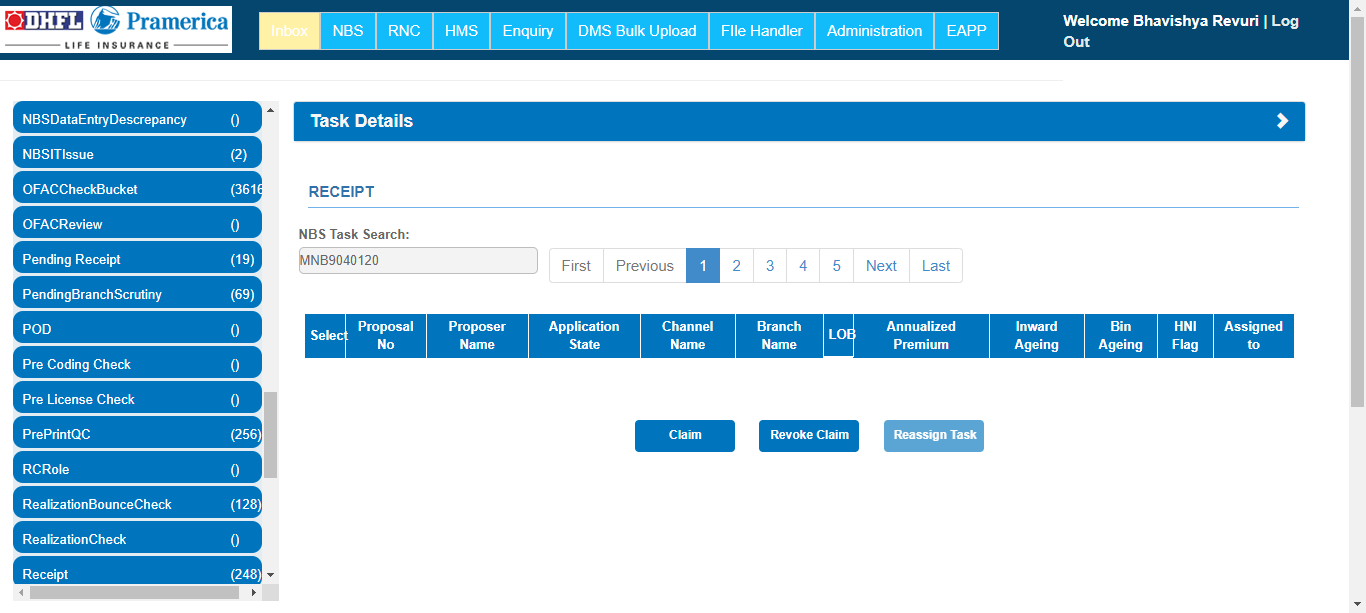 DHFL Pramerica
LIFE INSURANCE
Inbox NBS RNC HMS Enquiry DMS Bulk Upload FIle Handler Administration EAPP
Welcome Bhavishya Revuri | Log
Out
NBSDataEntryDescrepancy ()
NBSITIssue (2)
OFACCheckBucket (3616
OFACReview ()
Pending Receipt (19)
PendingBranchScrutiny (69)
POD ()
Pre Coding Check ()
Pre License Check ()
PrePrintQC (256)
RCRole ()
RealizationBounceCheck (128)
RealizationCheck ()
Receipt (248)
Task Details
RECEIPT
NBS Task Search:
MNB9040120
First Previous 1 2 3 4 5 Next Last
Select Proposal No Proposer Name Application State Channel Name Branch Name LOB Annualized Premium Inward Ageing Bin Ageing HNI Flag Assigned to
Claim Revoke Claim Reassign Task